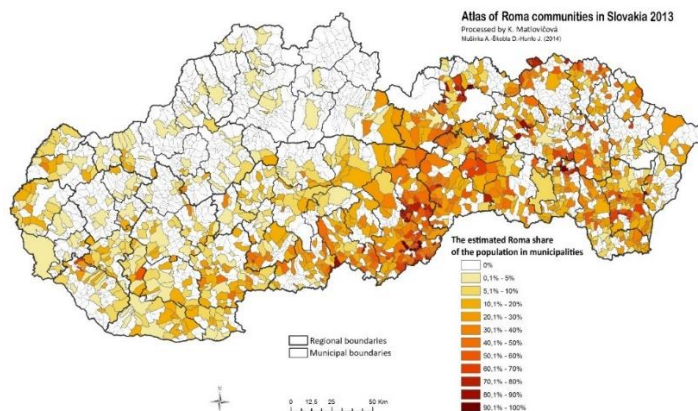 Atlas of Roma communities in Slovakia 2013
Processed by K. Matlovičová
Mušinka A.-Škobla D.-Hurrle J. (2014)
The estimated Roma share
of the population in municipalities
0%
0,1% - 5%
5,1% - 10%
10,1% - 20%
20,1% - 30%
30,1% - 40%
40,1% - 50%
50,1% - 60%
60,1% - 70%
70,1% - 80%
80,1% - 90%
90,1% - 100%
Regional boundaries
Municipal boundaries
0 12,5 25 50 Km